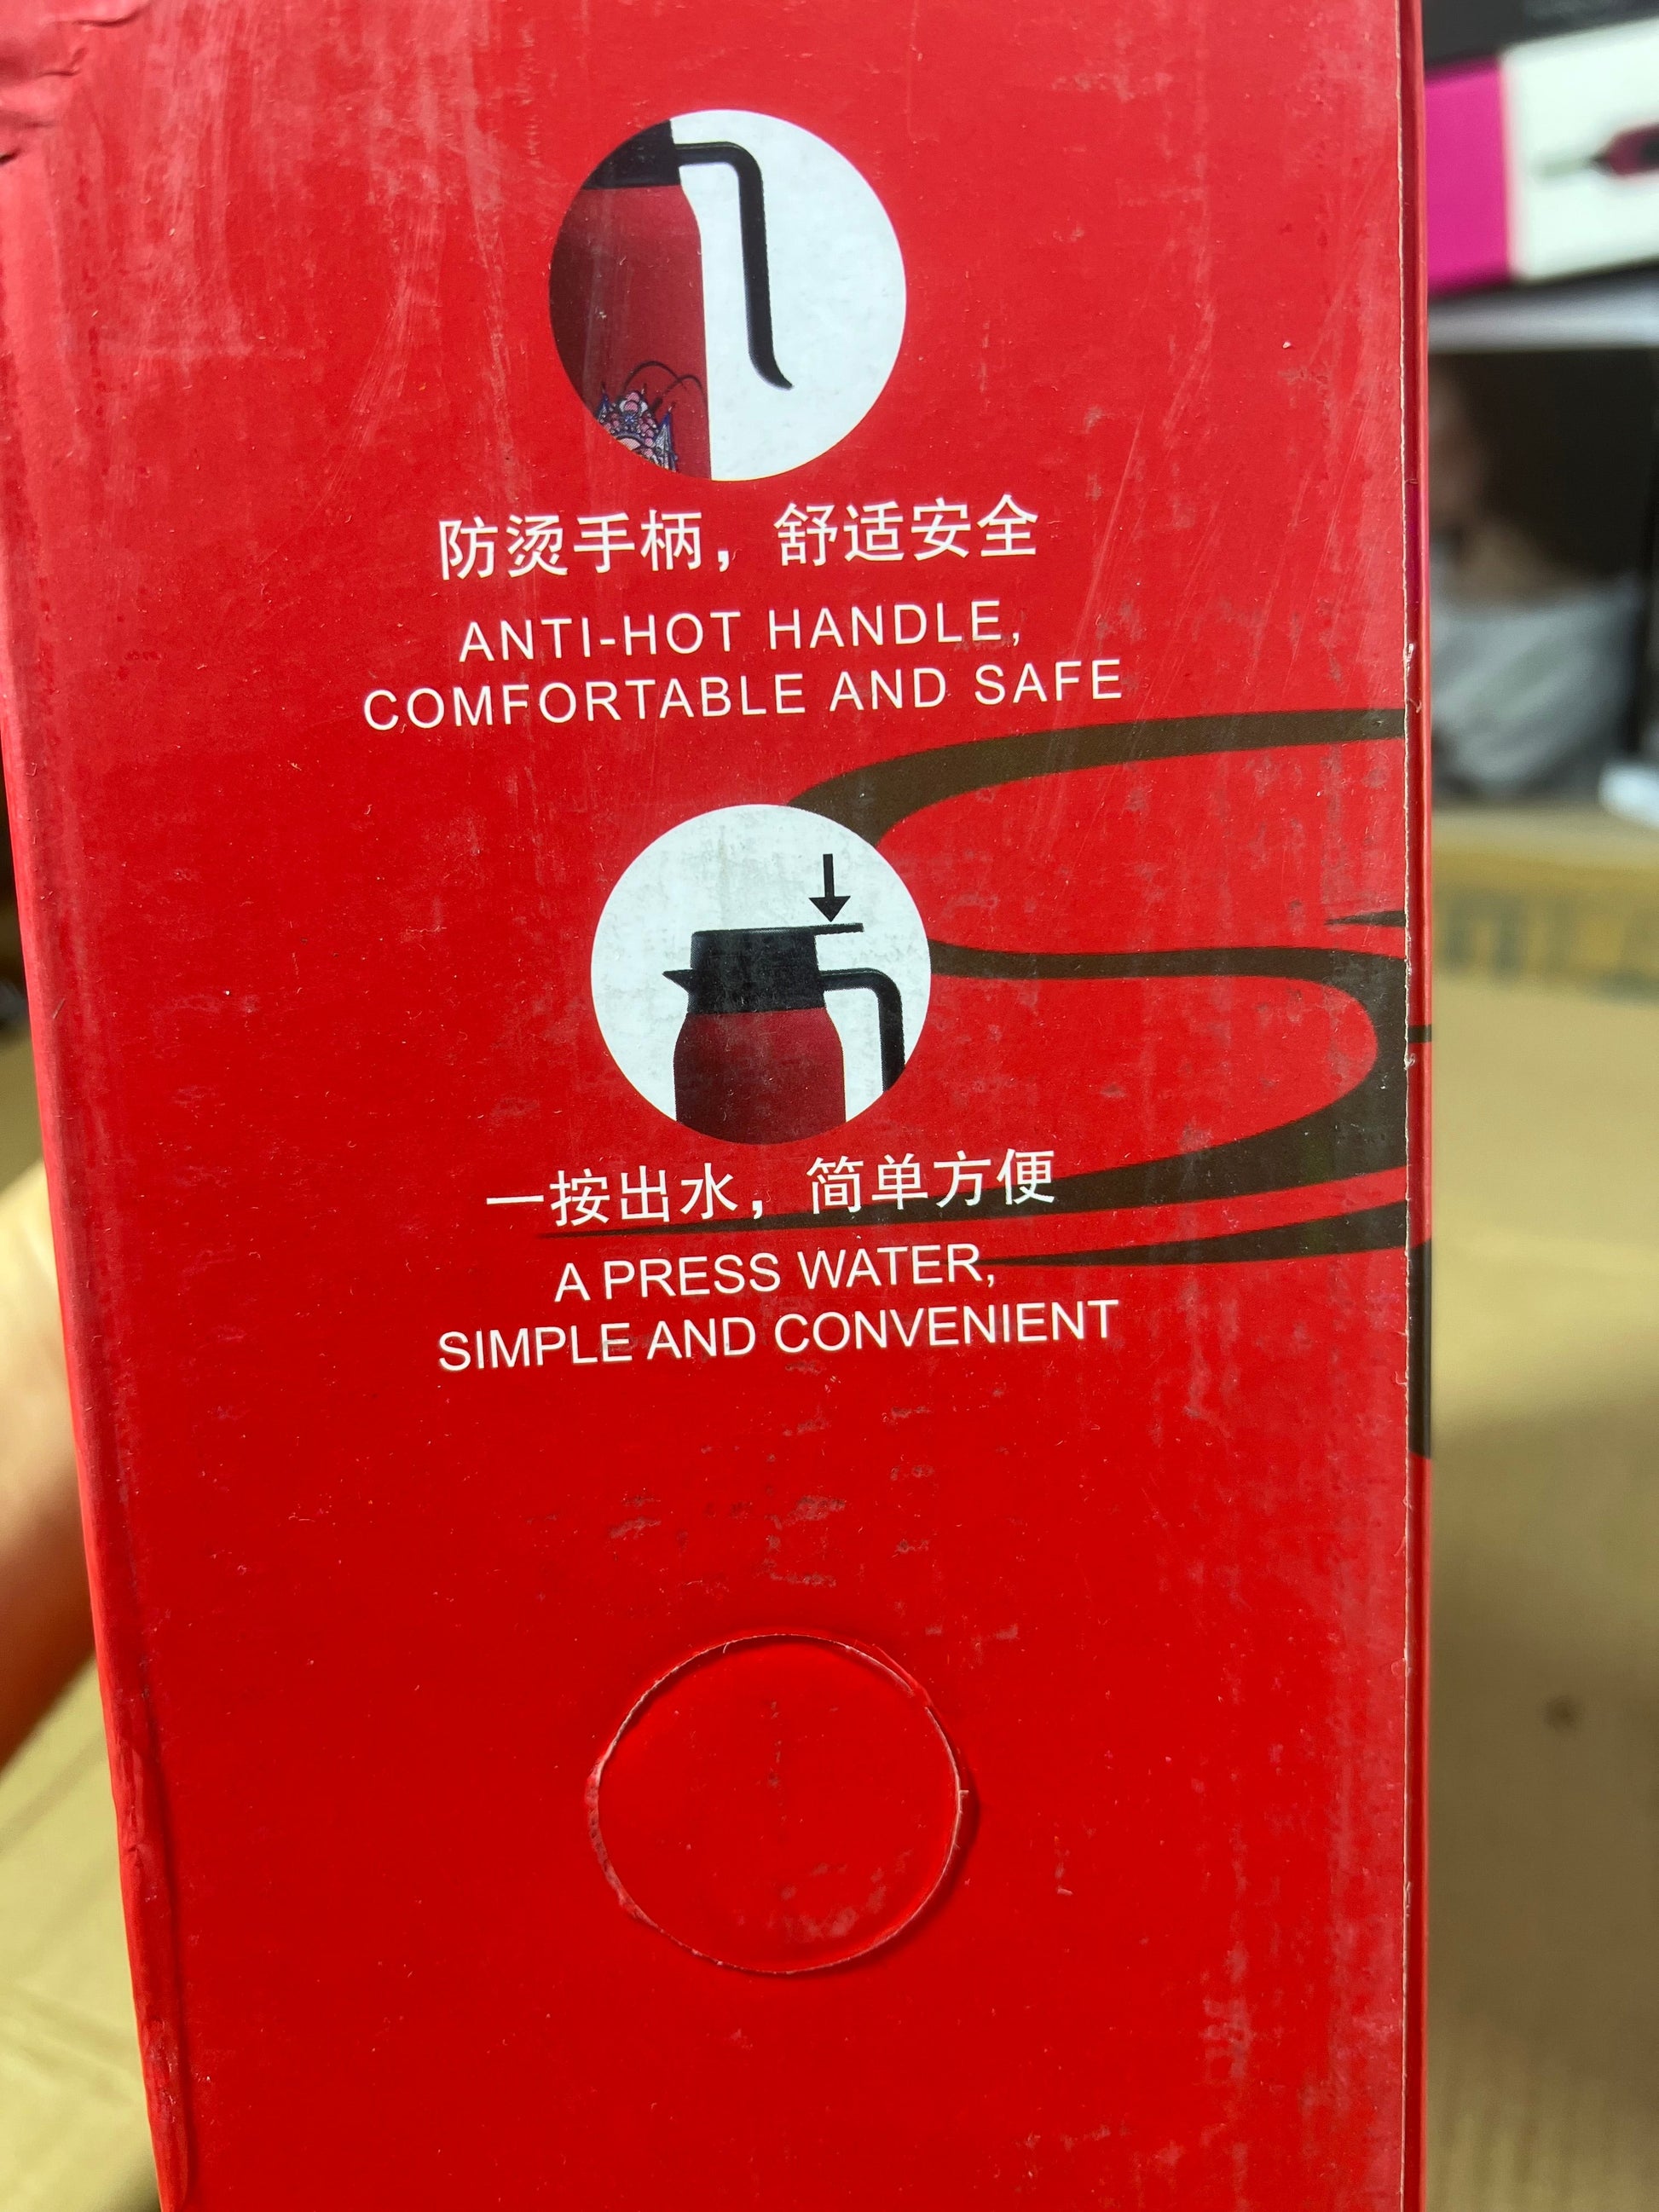 防烫手柄，舒适安全
ANTI-HOT HANDLE,
COMFORTABLE AND SAFE
一按出水，简单方便
A PRESS WATER,
SIMPLE AND CONVENIENT